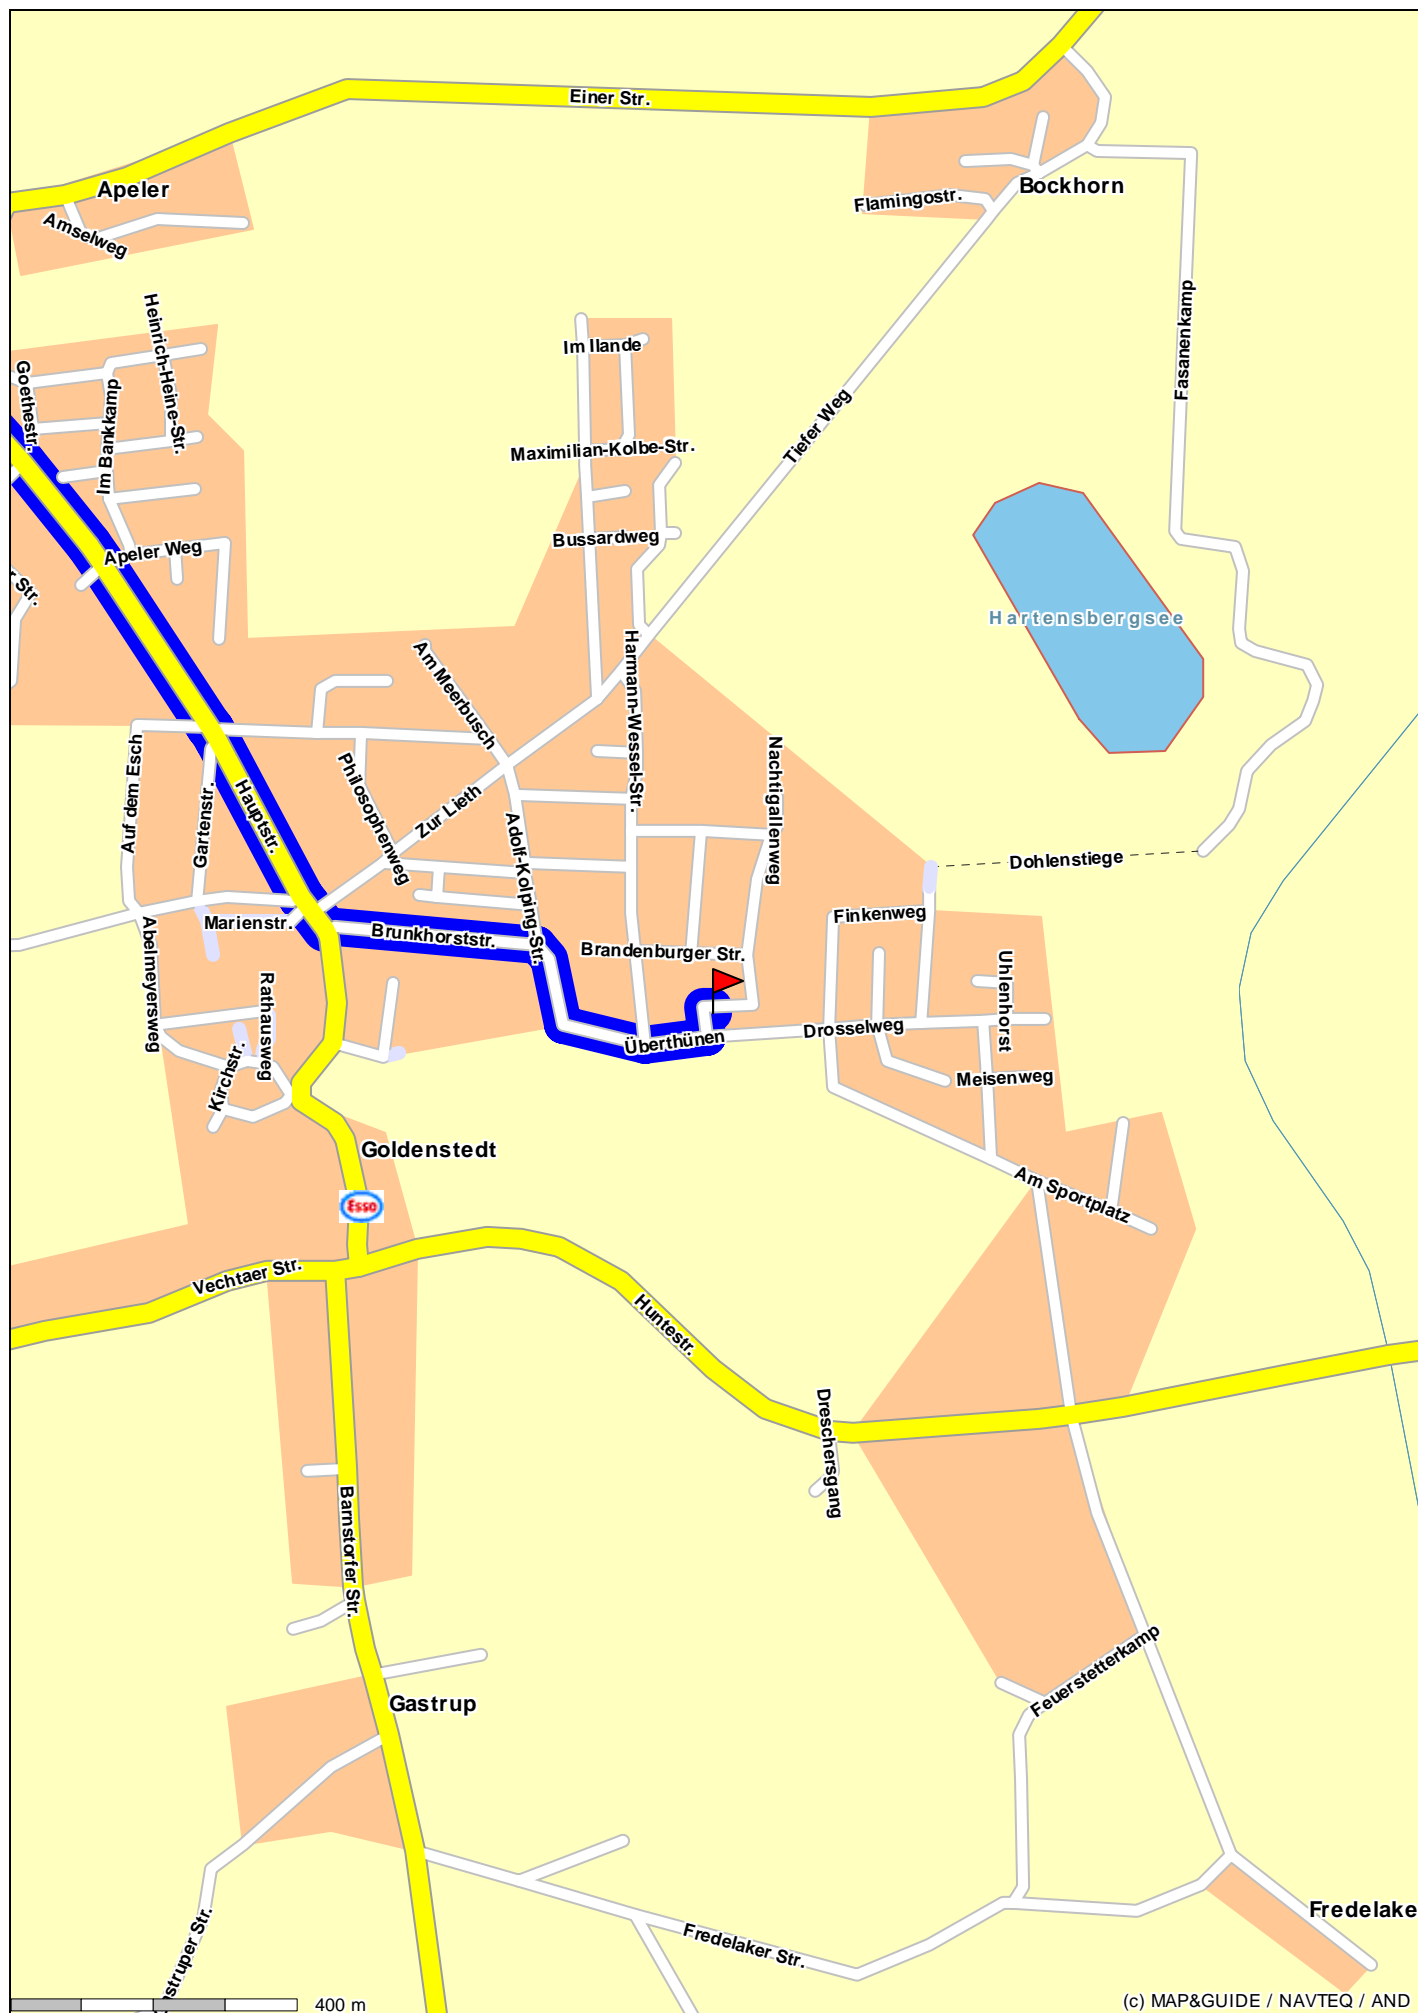 Einer Str.
Apeler
Bockhorn
Flamingostr.
Amselweg
Heinrich-Heine-Str.
Fasanenkamp
Im Ilande
Goethestr.
Im Bankkamp
Tiefer Weg
Maximilian-Kolbe-Str.
Bussardweg
Apeler Weg
r Str.
Hartensbergsee
Am Meerbusch
Harmann-Wessel-Str.
Auf dem Esch
Nachtigallenweg
Philosophenweg
Gartenstr.
Hauptstr.
Zur Lieth
Adolf-Kolping-Str.
Dohlenstiege
Marienstr.
Abelmeyersweg
Brunkhorststr.
Finkenweg
Brandenburger Str.
Uhlenhorst
Rathausweg
Drosselweg
Überthünen
Kirchstr.
Meisenweg
Goldenstedt
Am Sportplatz
Esso
Vechtaer Str.
Huntestr.
Dreschersgang
Barnstorfer Str.
Feuerstetterkamp
Gastrup
Fredelake
Fredelaker Str.
struper Str.
400 m
(c) MAP&GUIDE / NAVTEQ / AND